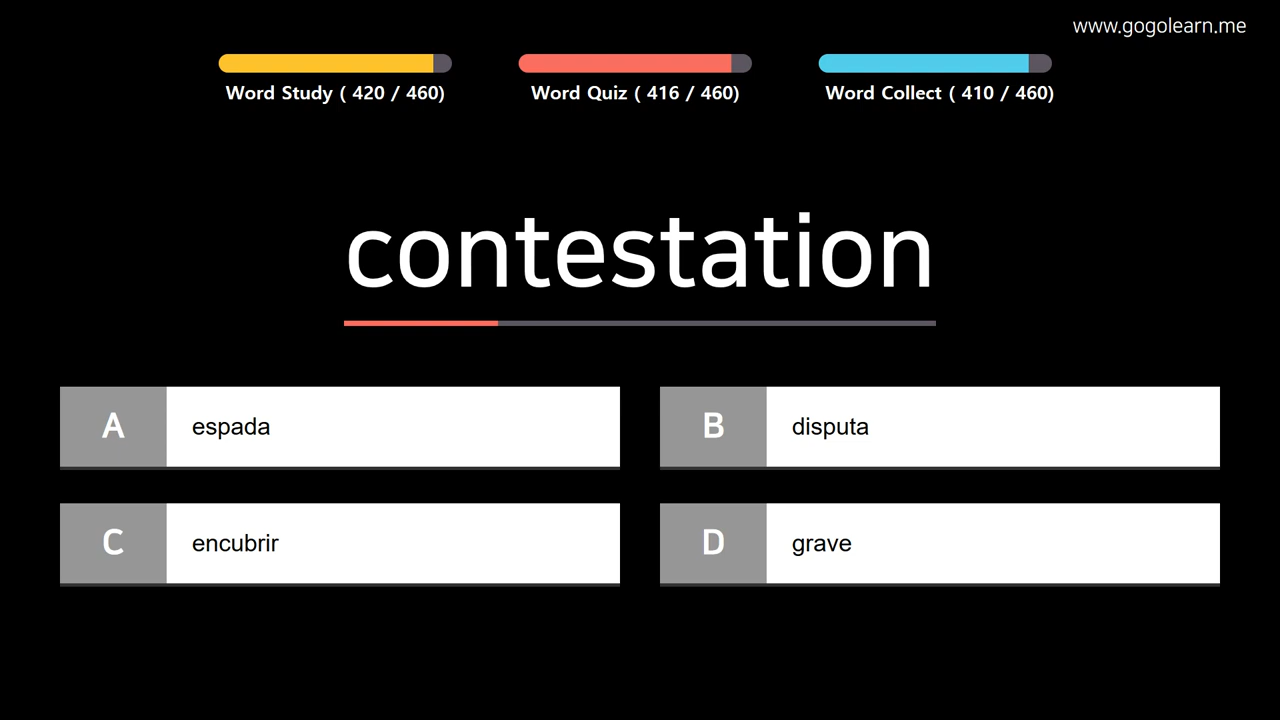 www.gogolearn.me
Word Study ( 420 / 460)
Word Quiz ( 416 / 460)
Word Collect ( 410 / 460)
contestation
A espada
B disputa
C encubrir
D grave